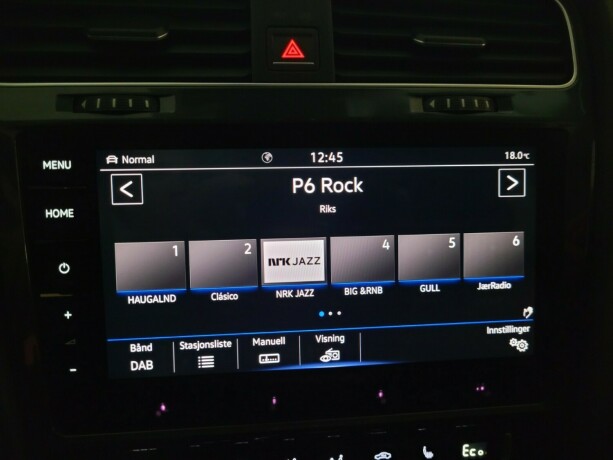 MENU
HOME
+
-
Normal
12:45
18.0°C
<
P6 Rock
>
Riks
1
2
NRK JAZZ
4
5
6
HAUGALND
Clásico
NRK JAZZ
BIG &RNB
GULL
JærRadio
Bånd
DAB
Stasjonsliste
Manuell
Visning
Innstillinger
Eco